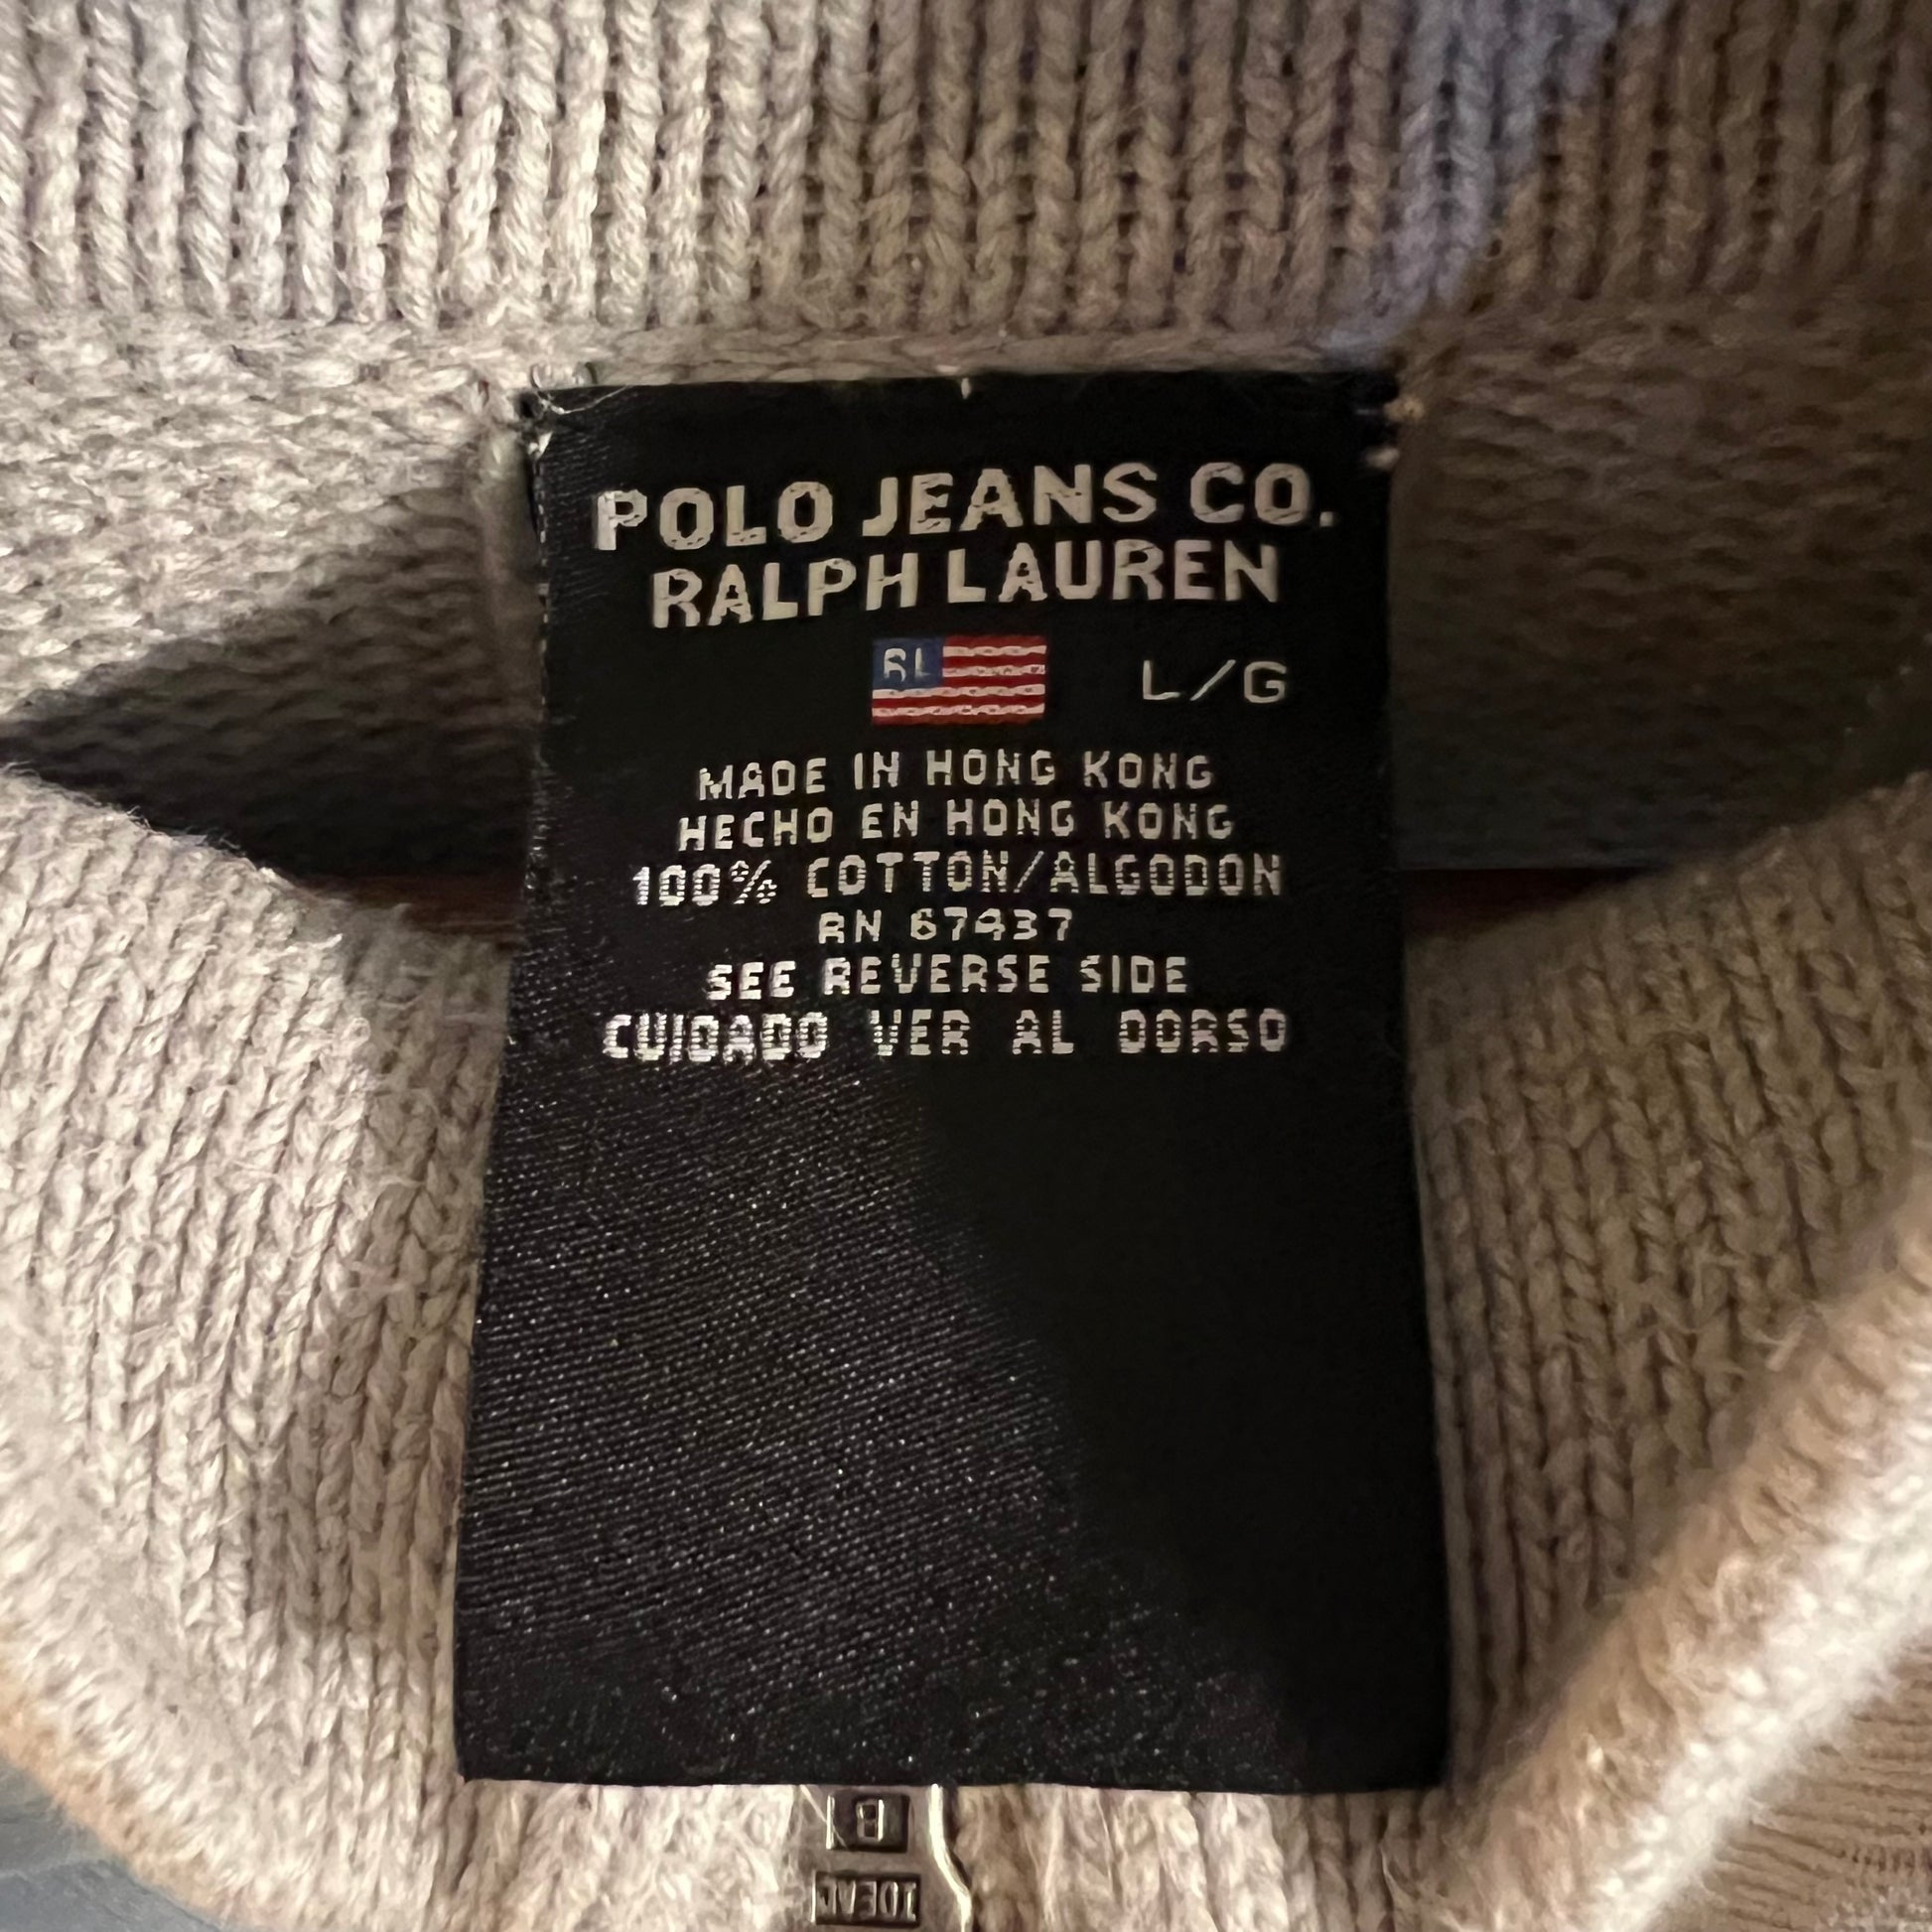 POLO JEANS CO.
RALPH LAUREN
RL L/G
MADE IN HONG KONG
HECHO EN HONG KONG
100% COTTON/ALGODON
RN 67437
SEE REVERSE SIDE
CUIDADO VER AL DORSO
B
IDEAL